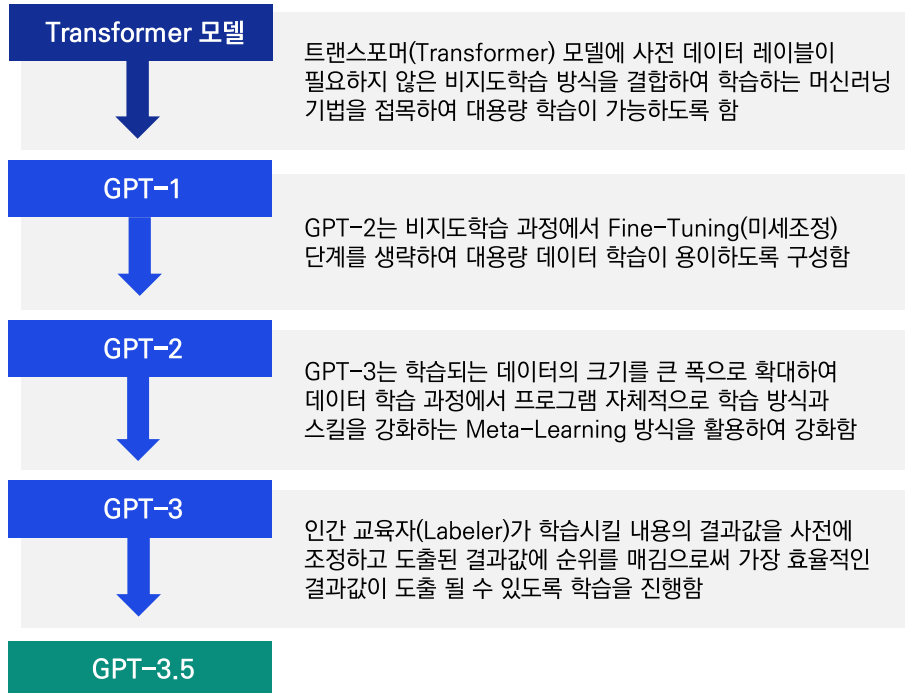 Transformer 모델
트랜스포머(Transformer) 모델에 사전 데이터 레이블이
필요하지 않은 비지도학습 방식을 결합하여 학습하는 머신러닝
기법을 접목하여 대용량 학습이 가능하도록 함
GPT-1
GPT-2는 비지도학습 과정에서 Fine-Tuning(미세조정)
단계를 생략하여 대용량 데이터 학습이 용이하도록 구성함
GPT-2
GPT-3는 학습되는 데이터의 크기를 큰 폭으로 확대하여
데이터 학습 과정에서 프로그램 자체적으로 학습 방식과
스킬을 강화하는 Meta-Learning 방식을 활용하여 강화함
GPT-3
인간 교육자(Labeler)가 학습시킬 내용의 결과값을 사전에
조정하고 도출된 결과값에 순위를 매김으로써 가장 효율적인
결과값이 도출 될 수 있도록 학습을 진행함
GPT-3.5